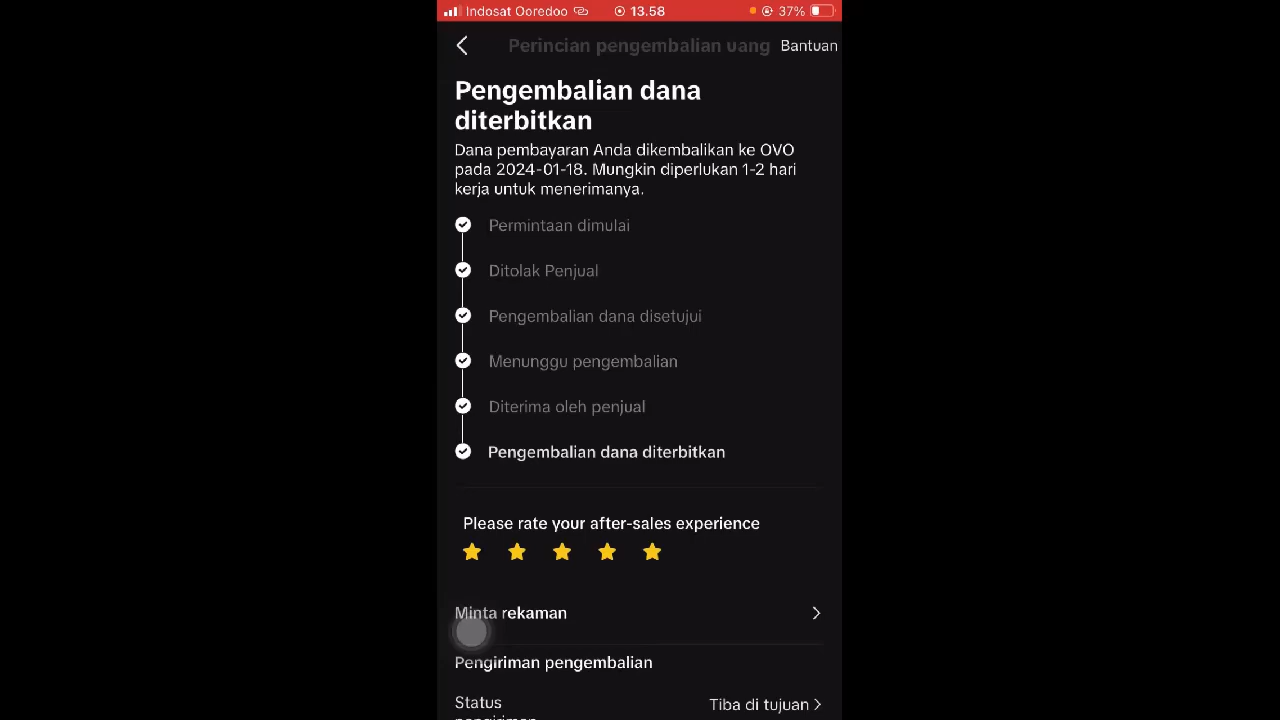 Indosat Ooredoo 13.58 37%
Perincian pengembalian uang Bantuan
Pengembalian dana
diterbitkan
Dana pembayaran Anda dikembalikan ke OVO
pada 2024-01-18. Mungkin diperlukan 1-2 hari
kerja untuk menerimanya.
Permintaan dimulai
Ditolak Penjual
Pengembalian dana disetujui
Menunggu pengembalian
Diterima oleh penjual
Pengembalian dana diterbitkan
Please rate your after-sales experience
Minta rekaman
Pengiriman pengembalian
Status Tiba di tujuan
pengiriman